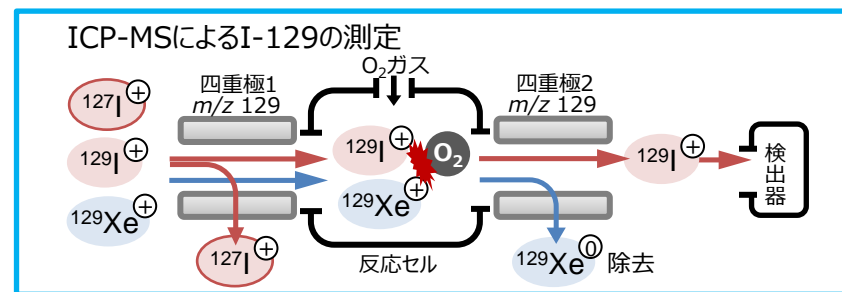 ICP-MSによるI-129の測定
O₂ガス
四重極1
m/z 129
四重極2
m/z 129
¹²⁷I⁺
¹²⁹I⁺
¹²⁹Xe⁺
¹²⁹I⁺
O₂
¹²⁹Xe⁺
¹²⁹I⁺
検出器
¹²⁷I⁺
反応セル
¹²⁹Xe⁰ 除去